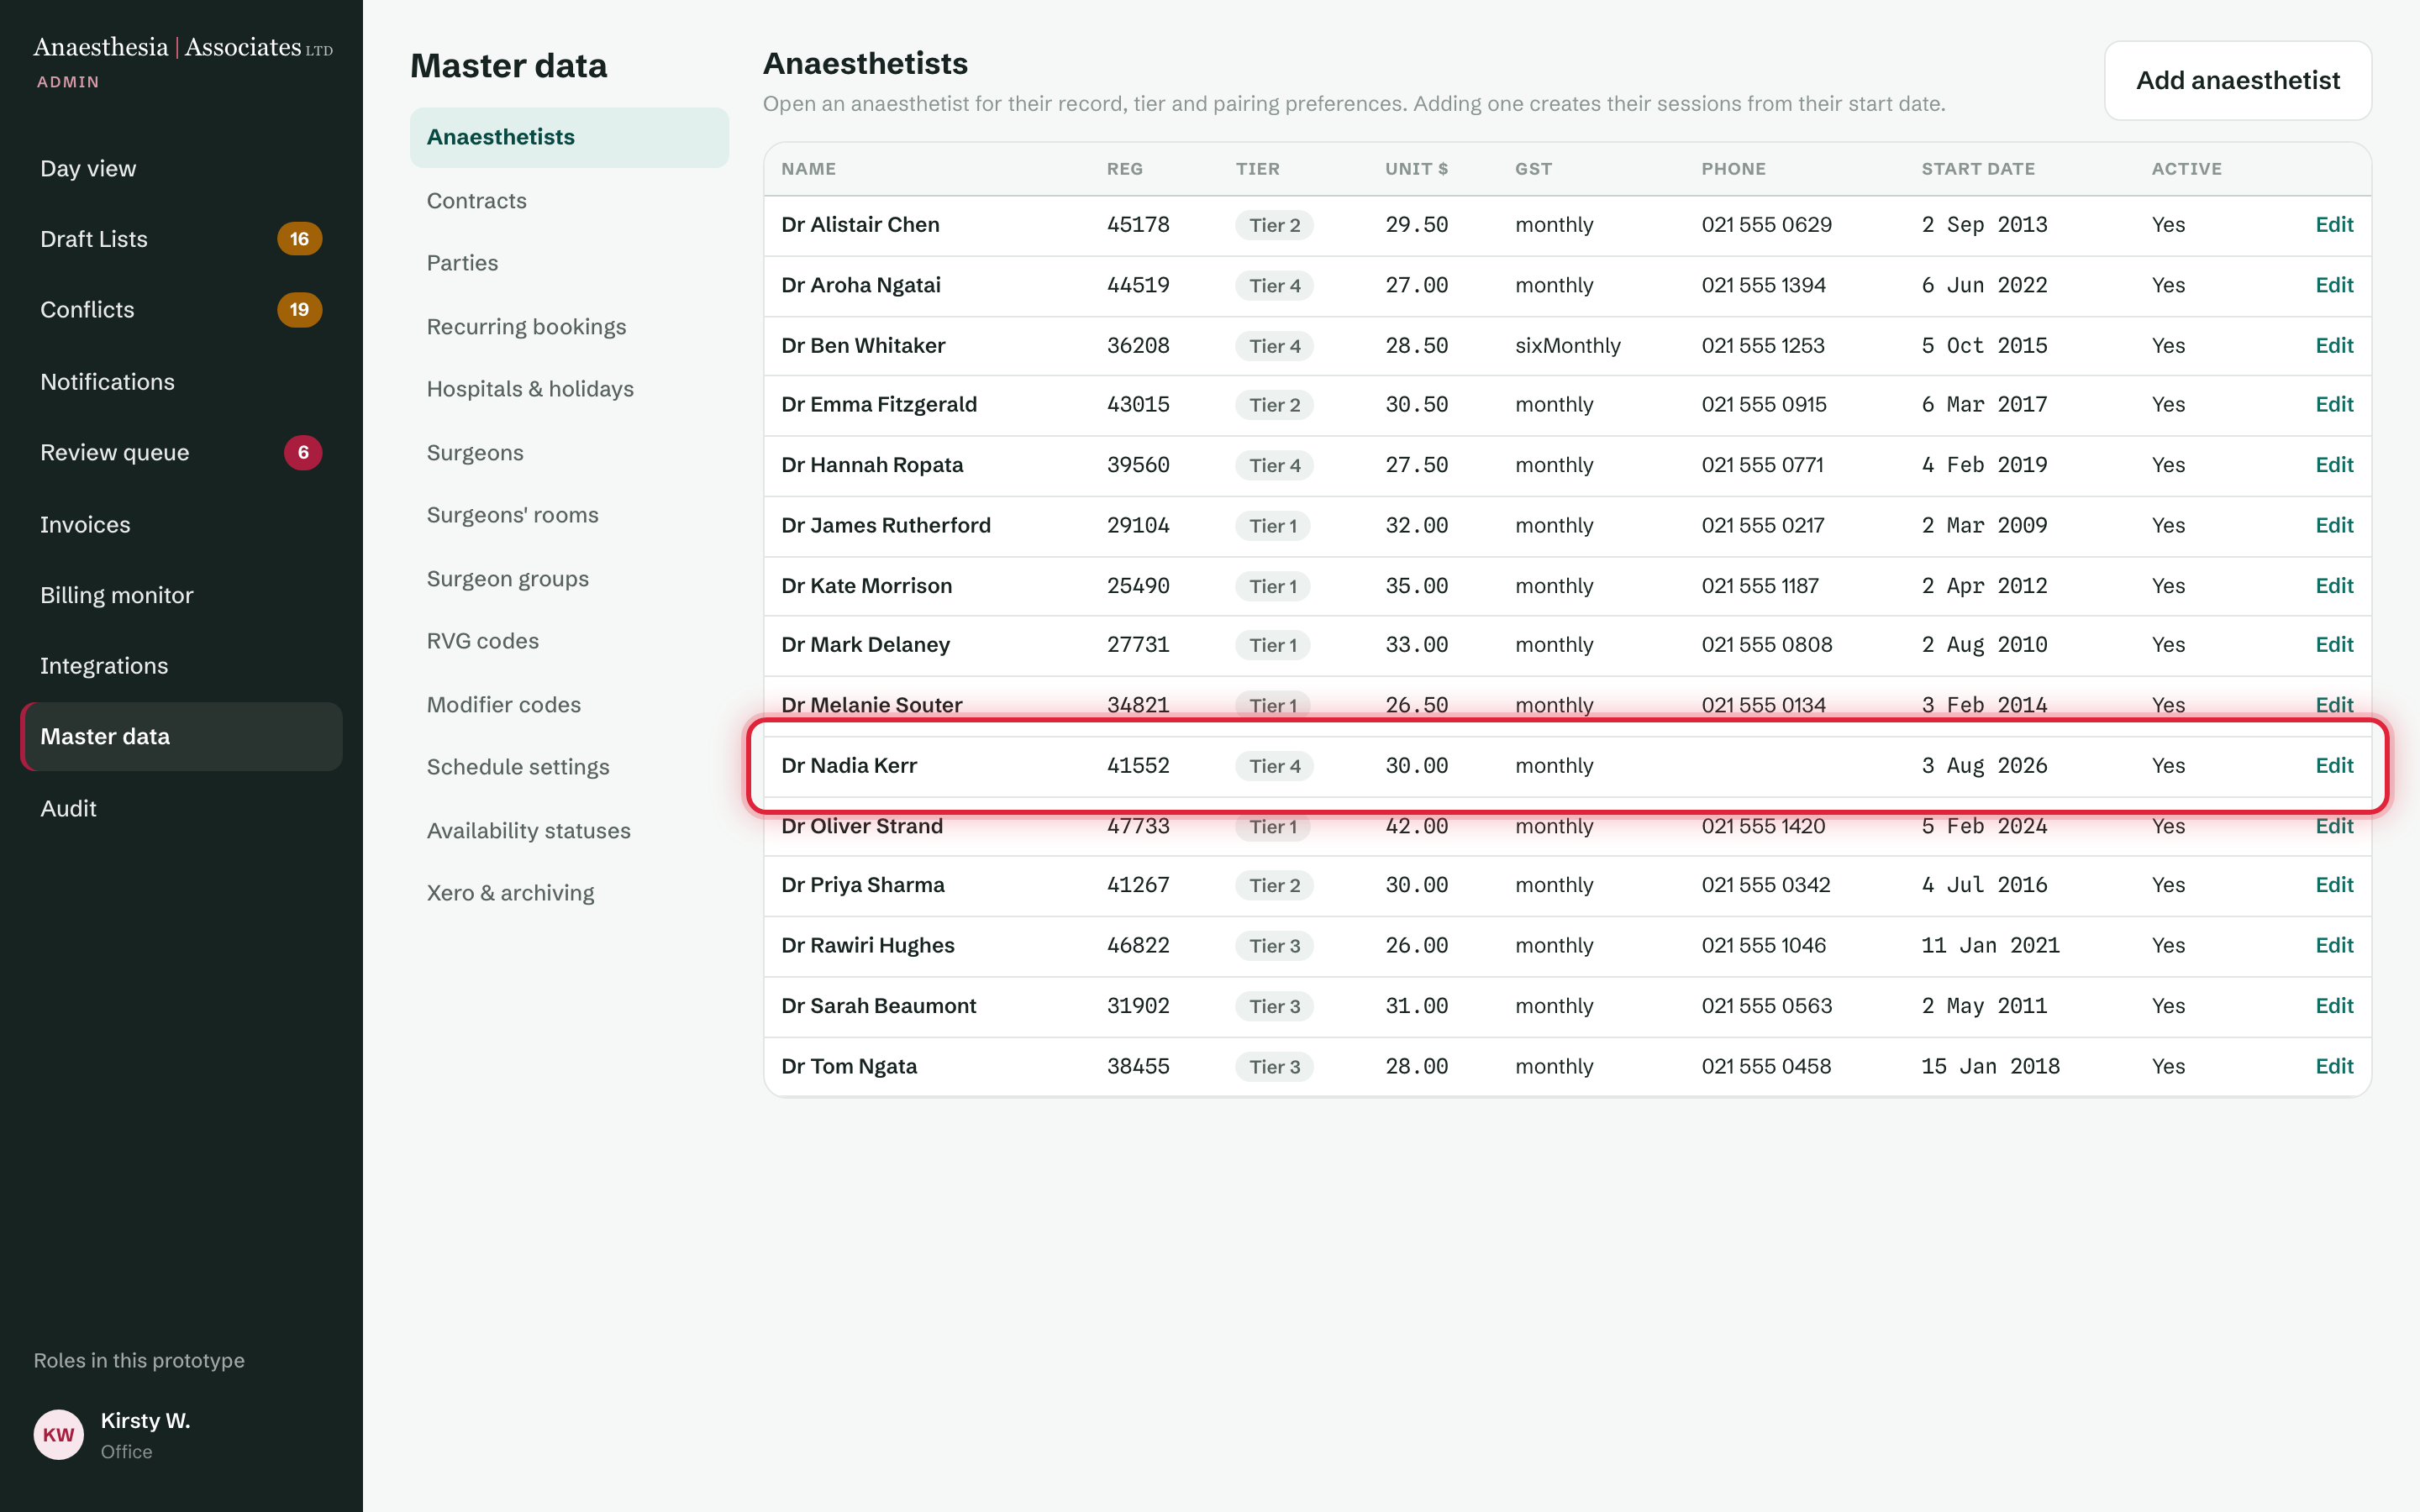 Anaesthesia | Associates LTD
ADMIN
Day view
Draft Lists 16
Conflicts 19
Notifications
Review queue 6
Invoices
Billing monitor
Integrations
Master data
Audit
Roles in this prototype
KW Kirsty W.
Office
Master data
Anaesthetists
Contracts
Parties
Recurring bookings
Hospitals & holidays
Surgeons
Surgeons' rooms
Surgeon groups
RVG codes
Modifier codes
Schedule settings
Availability statuses
Xero & archiving
Anaesthetists
Open an anaesthetist for their record, tier and pairing preferences. Adding one creates their sessions from their start date.
Add anaesthetist
NAME REG TIER UNIT $ GST PHONE START DATE ACTIVE
Dr Alistair Chen 45178 Tier 2 29.50 monthly 021 555 0629 2 Sep 2013 Yes Edit
Dr Aroha Ngatai 44519 Tier 4 27.00 monthly 021 555 1394 6 Jun 2022 Yes Edit
Dr Ben Whitaker 36208 Tier 4 28.50 sixMonthly 021 555 1253 5 Oct 2015 Yes Edit
Dr Emma Fitzgerald 43015 Tier 2 30.50 monthly 021 555 0915 6 Mar 2017 Yes Edit
Dr Hannah Ropata 39560 Tier 4 27.50 monthly 021 555 0771 4 Feb 2019 Yes Edit
Dr James Rutherford 29104 Tier 1 32.00 monthly 021 555 0217 2 Mar 2009 Yes Edit
Dr Kate Morrison 25490 Tier 1 35.00 monthly 021 555 1187 2 Apr 2012 Yes Edit
Dr Mark Delaney 27731 Tier 1 33.00 monthly 021 555 0808 2 Aug 2010 Yes Edit
Dr Melanie Souter 34821 Tier 1 26.50 monthly 021 555 0134 3 Feb 2014 Yes Edit
Dr Nadia Kerr 41552 Tier 4 30.00 monthly 3 Aug 2026 Yes Edit
Dr Oliver Strand 47733 Tier 1 42.00 monthly 021 555 1420 5 Feb 2024 Yes Edit
Dr Priya Sharma 41267 Tier 2 30.00 monthly 021 555 0342 4 Jul 2016 Yes Edit
Dr Rawiri Hughes 46822 Tier 3 26.00 monthly 021 555 1046 11 Jan 2021 Yes Edit
Dr Sarah Beaumont 31902 Tier 3 31.00 monthly 021 555 0563 2 May 2011 Yes Edit
Dr Tom Ngata 38455 Tier 3 28.00 monthly 021 555 0458 15 Jan 2018 Yes Edit